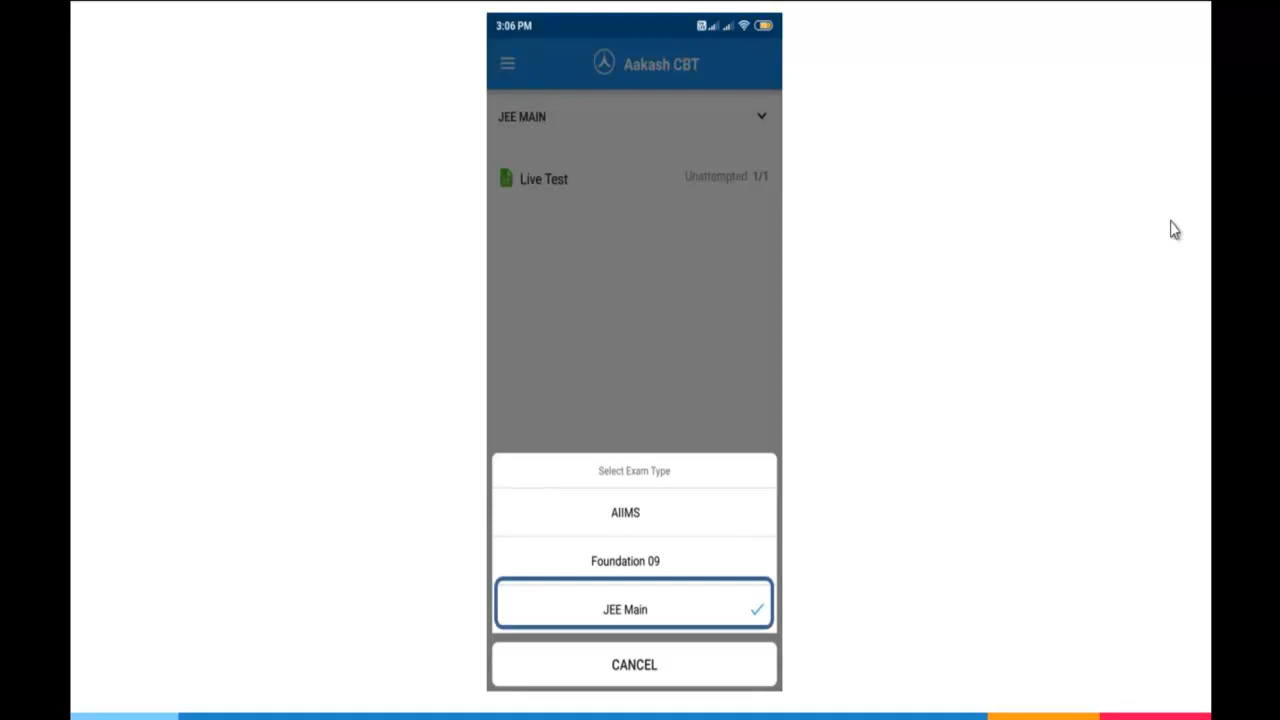 3:06 PM
Aakash CBT
JEE MAIN
Live Test
Unattempted 1/1
Select Exam Type
AIIMS
Foundation 09
JEE Main
CANCEL